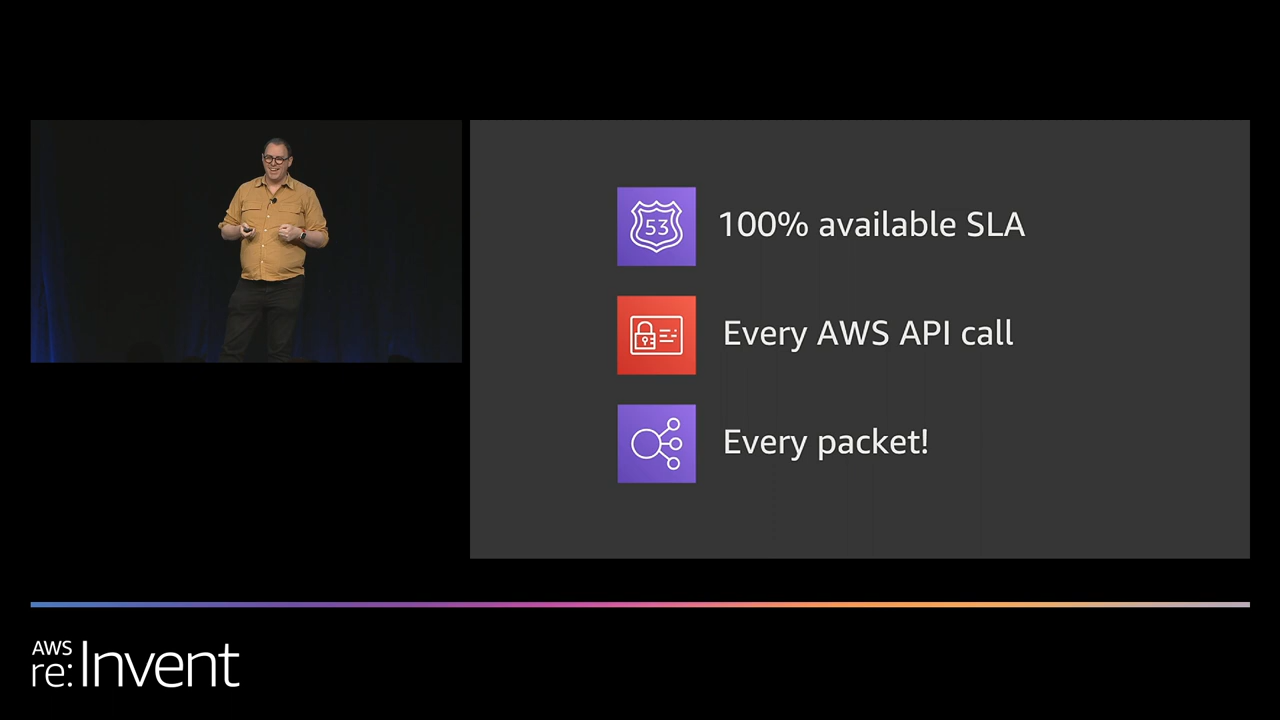 53
100% available SLA
Every AWS API call
Every packet!
AWS
re:Invent